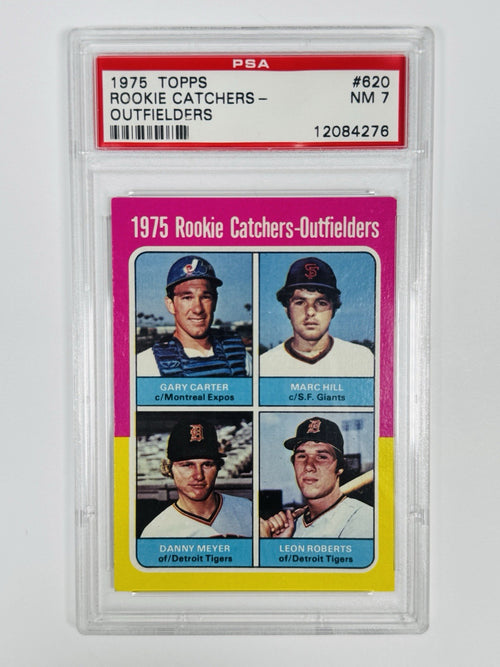 PSA
1975 TOPPS #620
ROOKIE CATCHERS- NM 7
OUTFIELDERS
12084276
1975 Rookie Catchers-Outfielders
GARY CARTER
c/Montreal Expos
MARC HILL
c/S.F. Giants
DANNY MEYER
of/Detroit Tigers
LEON ROBERTS
of/Detroit Tigers